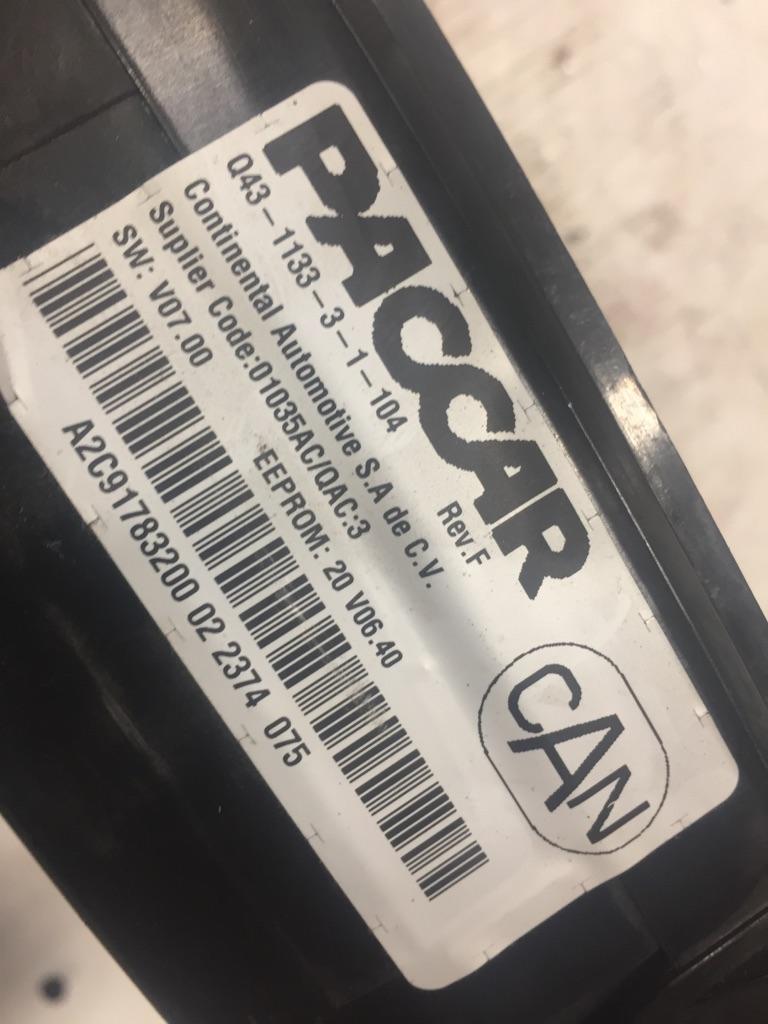 PACCAR
Q43-1133-3-1-104 Rev.F
Continental Automotive S.A de C.V.
Suplier Code:01035AC/QAC:3
SW: V07.00 EEPROM: 20 V06.40
A2C91783200 02 2374 075
CAN